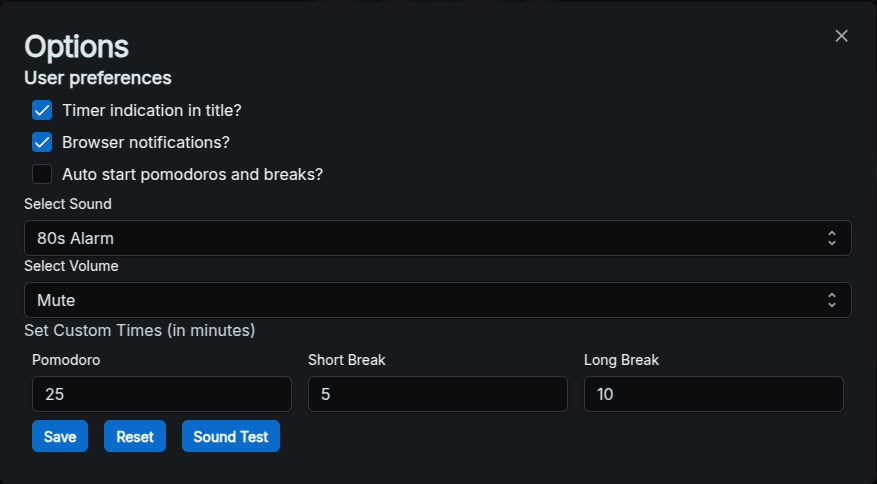 Options
User preferences
Timer indication in title?
Browser notifications?
Auto start pomodoros and breaks?
Select Sound
80s Alarm
Select Volume
Mute
Set Custom Times (in minutes)
Pomodoro Short Break Long Break
25 5 10
Save Reset Sound Test